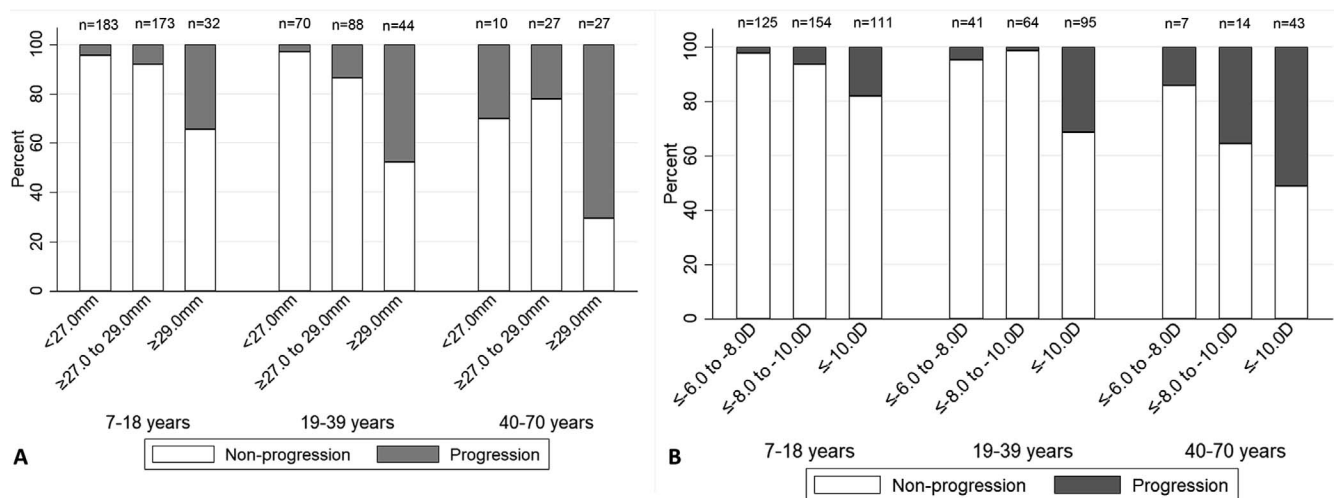 n=183 n=173 n=32 n=70 n=88 n=44 n=10 n=27 n=27
100
80
60
40
20
0
Percent
<27.0mm
≥27.0 to 29.0mm
≥29.0mm
<27.0mm
≥27.0 to 29.0mm
≥29.0mm
<27.0mm
≥27.0 to 29.0mm
≥29.0mm
7-18 years 19-39 years 40-70 years
A
Non-progression Progression
n=125 n=154 n=111 n=41 n=64 n=95 n=7 n=14 n=43
100
80
60
40
20
0
Percent
≤-6.0 to -8.0D
≤-8.0 to -10.0D
≤-10.0D
≤-6.0 to -8.0D
≤-8.0 to -10.0D
≤-10.0D
≤-6.0 to -8.0D
≤-8.0 to -10.0D
≤-10.0D
7-18 years 19-39 years 40-70 years
B
Non-progression Progression